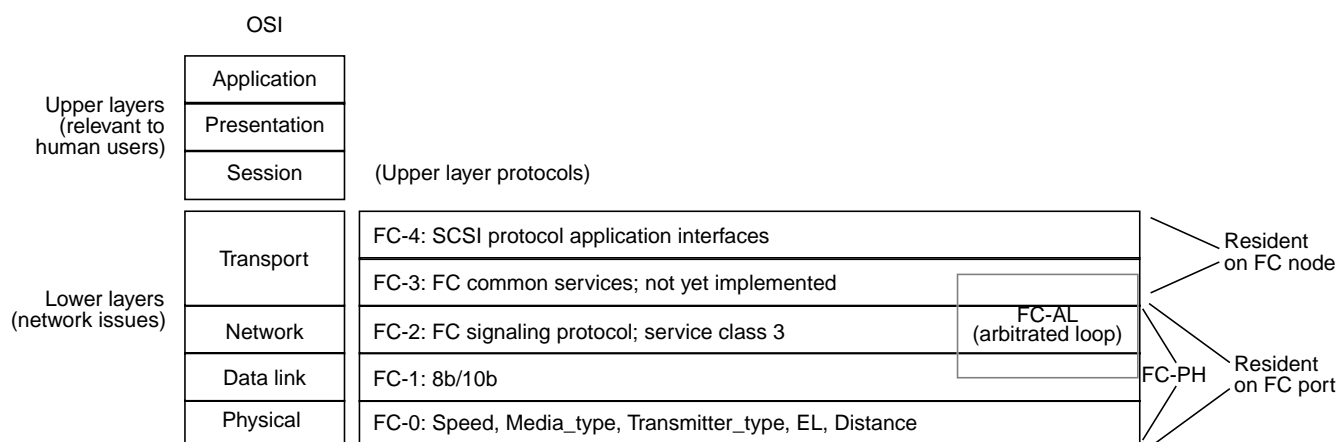 OSI
Application
Upper layers
(relevant to
human users)
Presentation
Session
(Upper layer protocols)
Transport
FC-4: SCSI protocol application interfaces
Resident
on FC node
FC-3: FC common services; not yet implemented
Lower layers
(network issues)
Network
FC-2: FC signaling protocol; service class 3
FC-AL
(arbitrated loop)
Data link
FC-1: 8b/10b
FC-PH
Resident
on FC port
Physical
FC-0: Speed, Media_type, Transmitter_type, EL, Distance